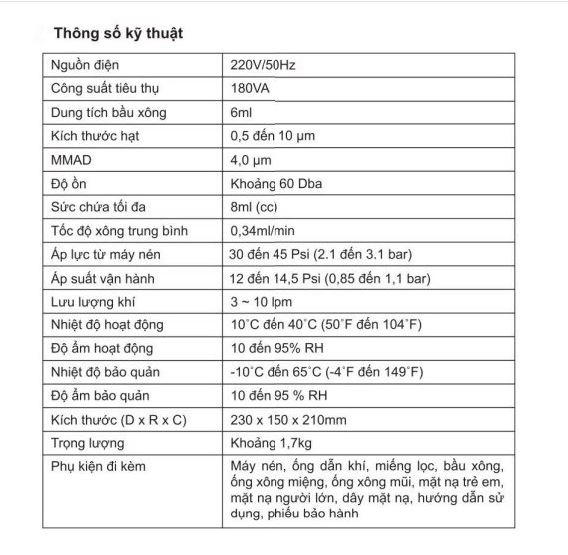 Thông số kỹ thuật
Nguồn điện 220V/50Hz
Công suất tiêu thụ 180VA
Dung tích bầu xông 6ml
Kích thước hạt 0,5 đến 10 µm
MMAD 4,0 µm
Độ ồn Khoảng 60 Dba
Sức chứa tối đa 8ml (cc)
Tốc độ xông trung bình 0,34ml/min
Áp lực từ máy nén 30 đến 45 Psi (2.1 đến 3.1 bar)
Áp suất vận hành 12 đến 14,5 Psi (0,85 đến 1,1 bar)
Lưu lượng khí 3 ~ 10 lpm
Nhiệt độ hoạt động 10°C đến 40°C (50°F đến 104°F)
Độ ẩm hoạt động 10 đến 95% RH
Nhiệt độ bảo quản -10°C đến 65°C (-4°F đến 149°F)
Độ ẩm bảo quản 10 đến 95 % RH
Kích thước (D x R x C) 230 x 150 x 210mm
Trọng lượng Khoảng 1,7kg
Phụ kiện đi kèm Máy nén, ống dẫn khí, miếng lọc, bầu xông,
ống xông miệng, ống xông mũi, mặt nạ trẻ em,
mặt nạ người lớn, dây mặt nạ, hướng dẫn sử
dụng, phiếu bảo hành